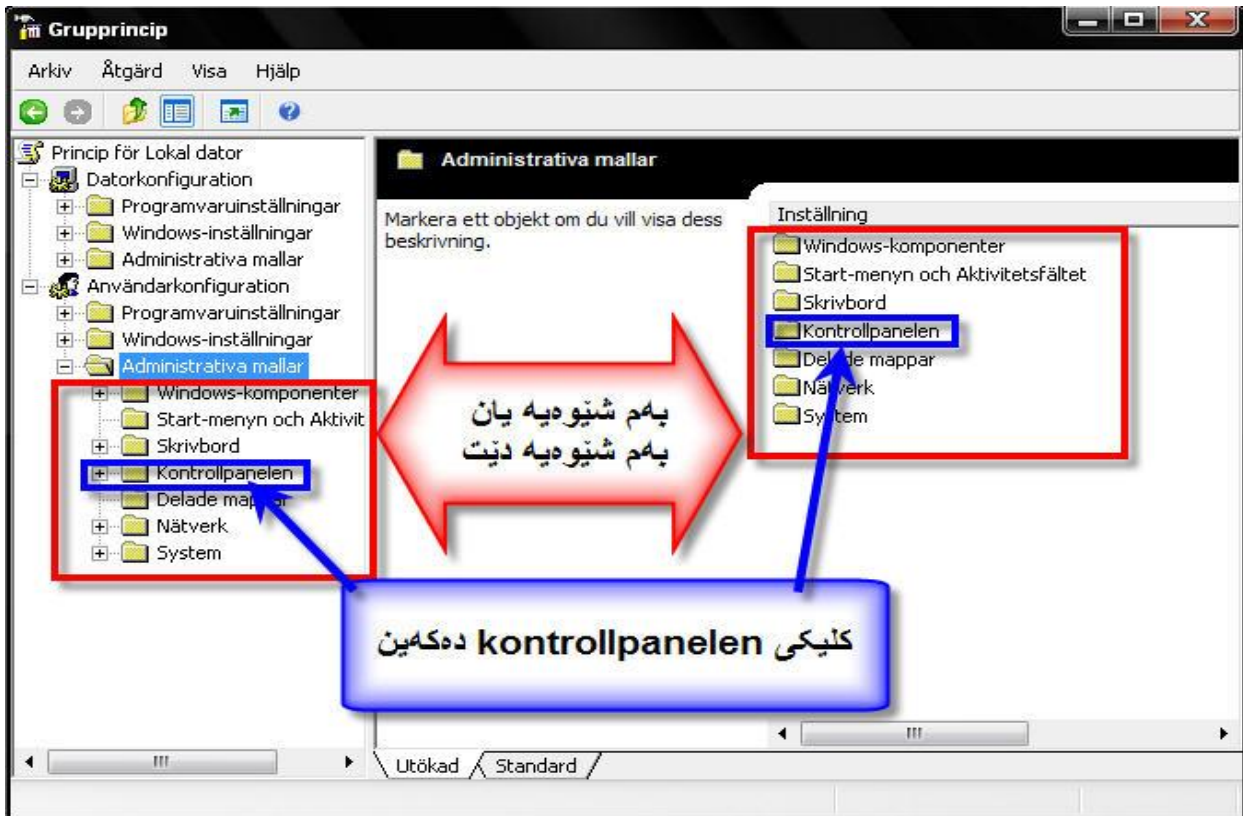 Grupprincip
Arkiv Åtgärd Visa Hjälp
Princip för Lokal dator
Datorkonfiguration
Programvaruinställningar
Windows-inställningar
Administrativa mallar
Användarkonfiguration
Programvaruinställningar
Windows-inställningar
Administrativa mallar
Windows-komponenter
Start-menyn och Aktivit
Skrivbord
Kontrollpanelen
Delade mappar
Nätverk
System
Administrativa mallar
Markera ett objekt om du vill visa dess
beskrivning.
Inställning
Windows-komponenter
Start-menyn och Aktivitetsfältet
Skrivbord
Kontrollpanelen
Delade mappar
Nätverk
System
بەم شێوەیە یان
بەم شێوەیە دێت
کلیکی kontrollpanelen دەکەین
Utökad Standard